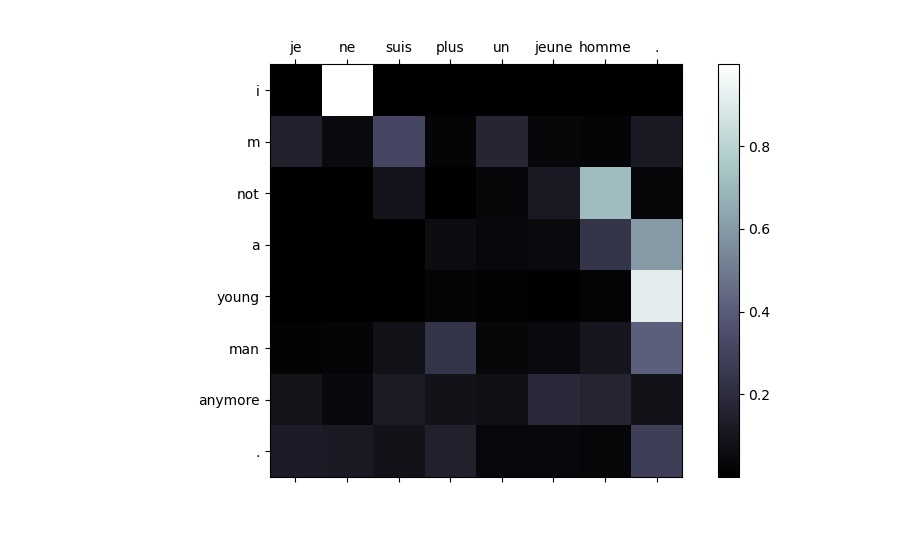 je ne suis plus un jeune homme .
i
m
not
a
young
man
anymore
.
0.8
0.6
0.4
0.2